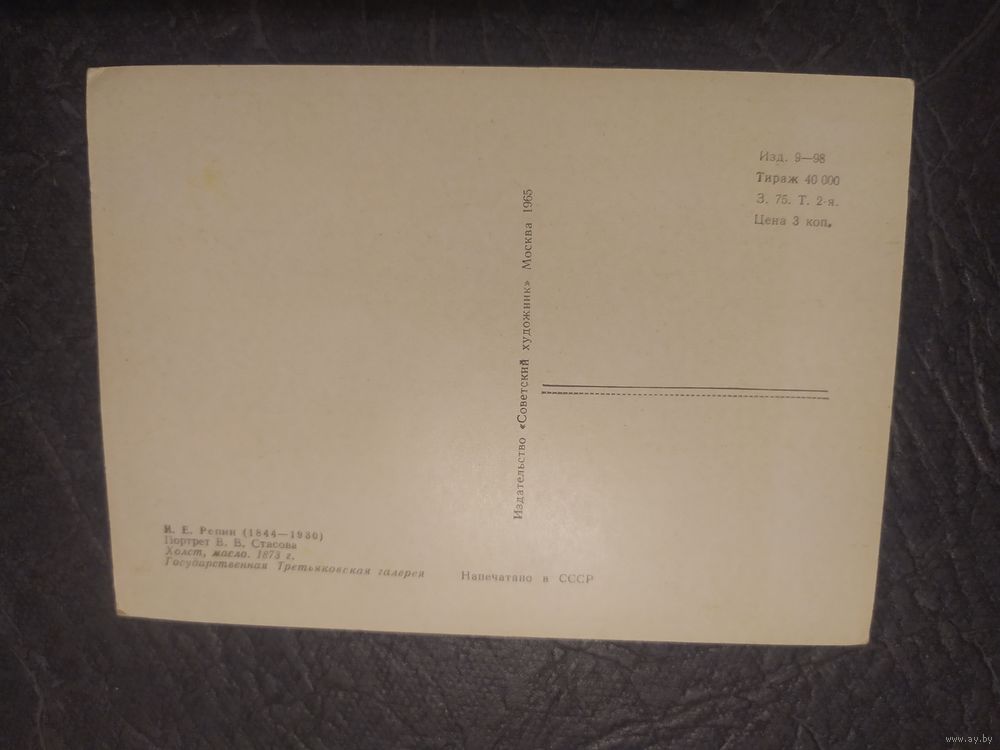 Изд. 9—98
Тираж 40 000
З. 75. Т. 2-я.
Цена 3 коп.
Издательство «Советский художник» Москва 1965
И. Е. Репин (1844—1930)
Портрет В. В. Стасова
Холст, масло. 1873 г.
Государственная Третьяковская галерея
Напечатано в СССР
www.ay.by